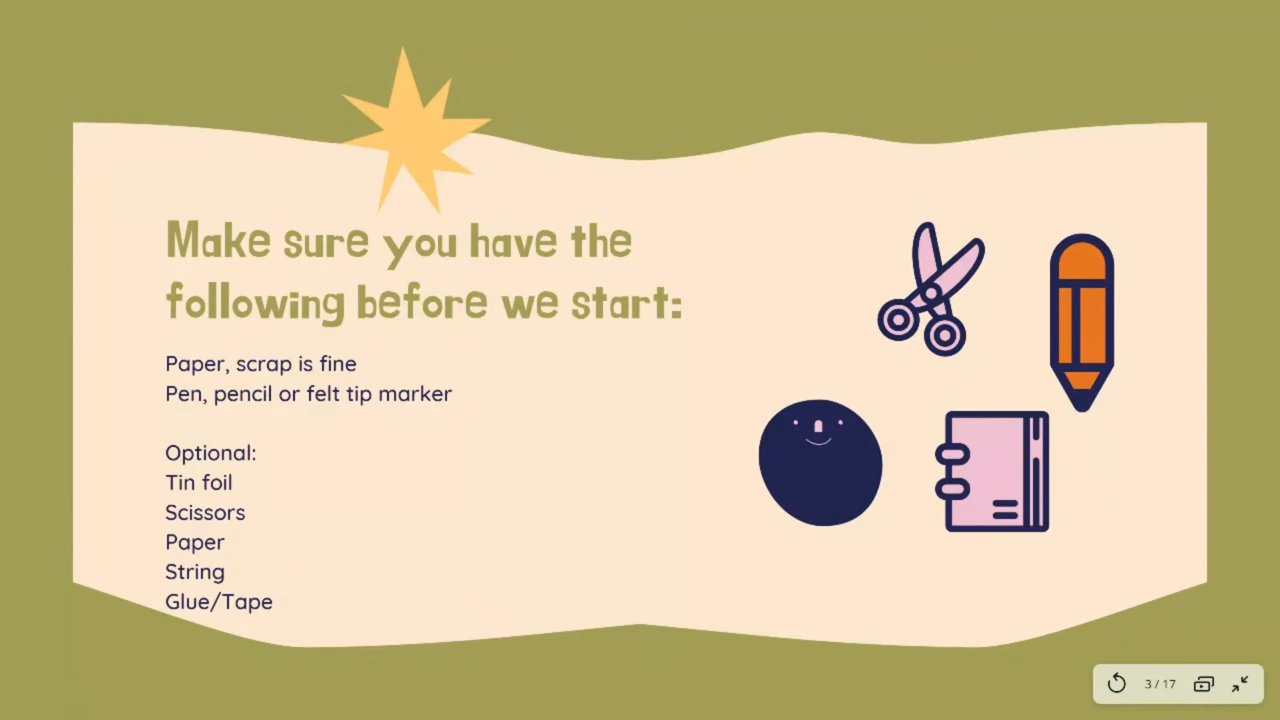 Make sure you have the
following before we start:
Paper, scrap is fine
Pen, pencil or felt tip marker
Optional:
Tin foil
Scissors
Paper
String
Glue/Tape
3 / 17